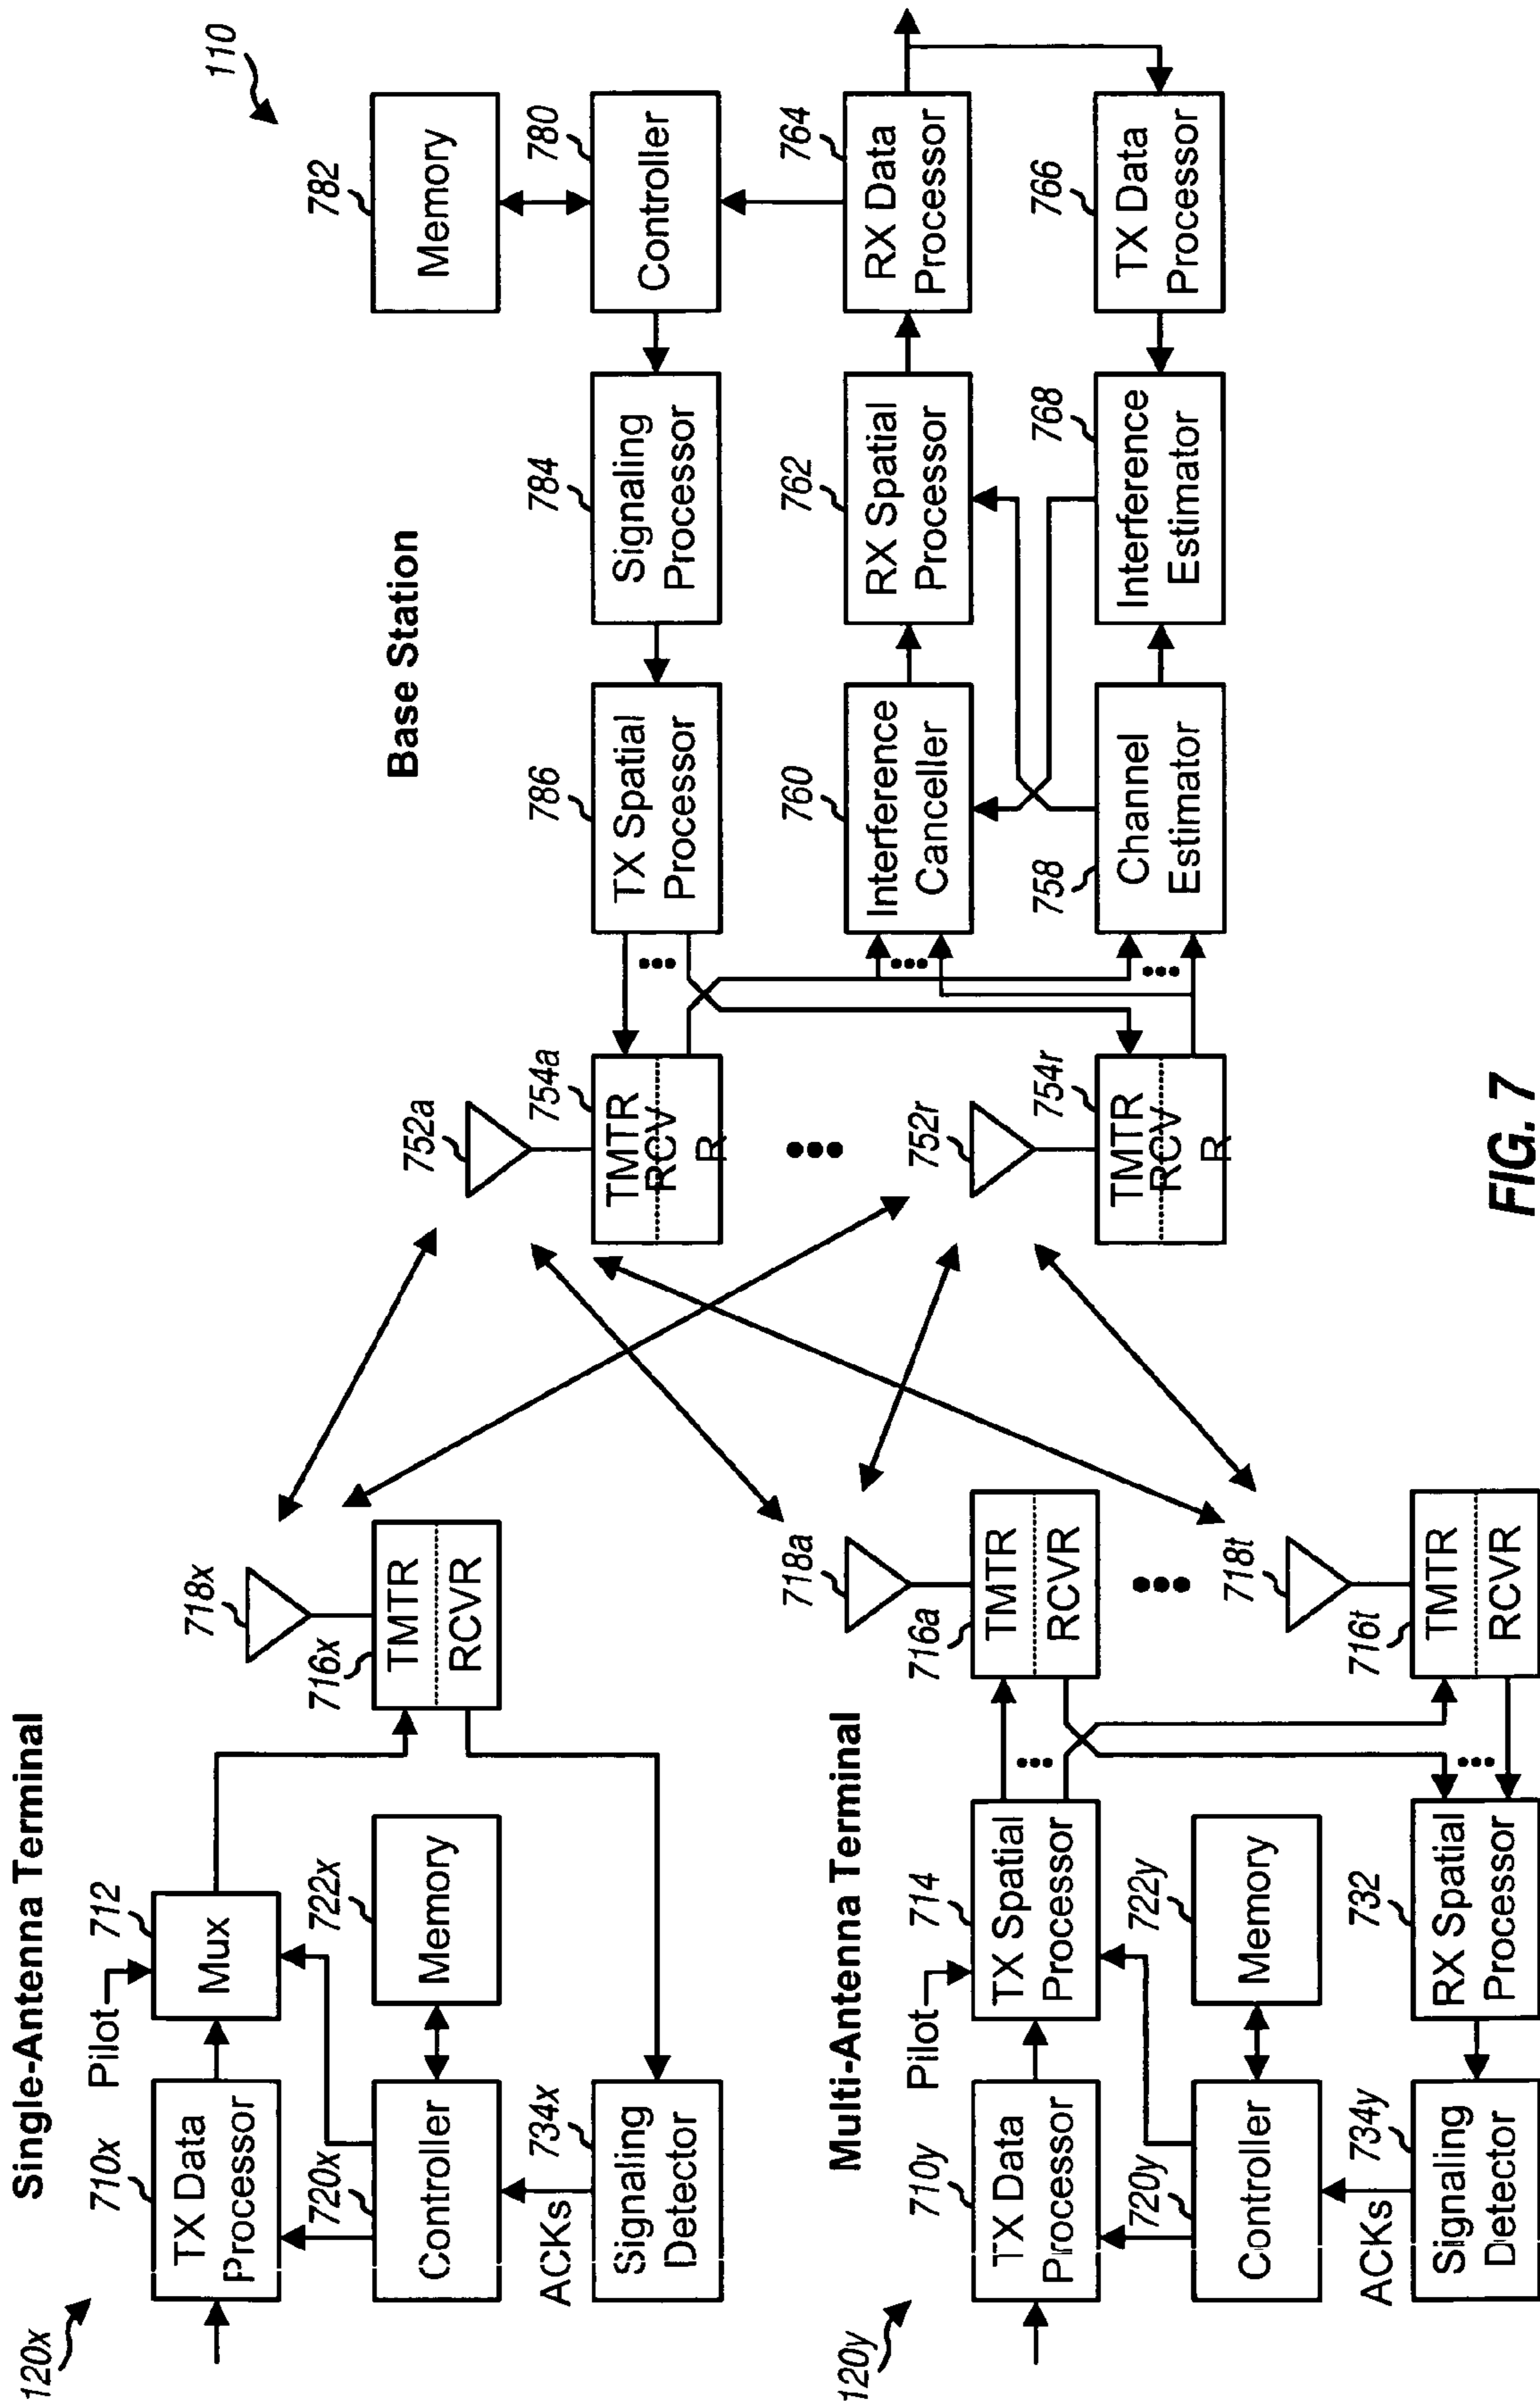 Single-Antenna Terminal
120x
710x
TX Data
Processor
Pilot
712
Mux
720x
Controller
722x
Memory
ACKs
734x
Signaling
Detector
716x
TMTR
RCVR
718x
Multi-Antenna Terminal
120y
710y
TX Data
Processor
Pilot
714
TX Spatial
Processor
720y
Controller
722y
Memory
ACKs
734y
Signaling
Detector
732
RX Spatial
Processor
718a
716a
TMTR
RCVR
718t
716t
TMTR
RCVR
Base Station
110
752a
754a
TMTR
RCV
R
752r
754r
TMTR
RCV
R
786
TX Spatial
Processor
784
Signaling
Processor
780
Controller
782
Memory
760
Interference
Canceller
762
RX Spatial
Processor
764
RX Data
Processor
758
Channel
Estimator
768
Interference
Estimator
766
TX Data
Processor
FIG. 7